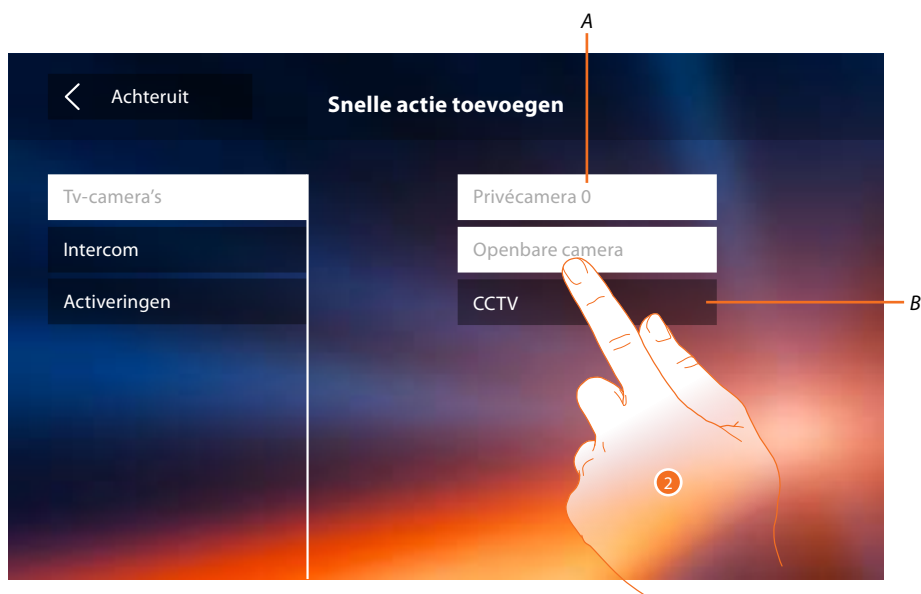 A
Achteruit
Snelle actie toevoegen
Tv-camera's
Privécamera 0
Intercom
Openbare camera
Activeringen
CCTV
B
2